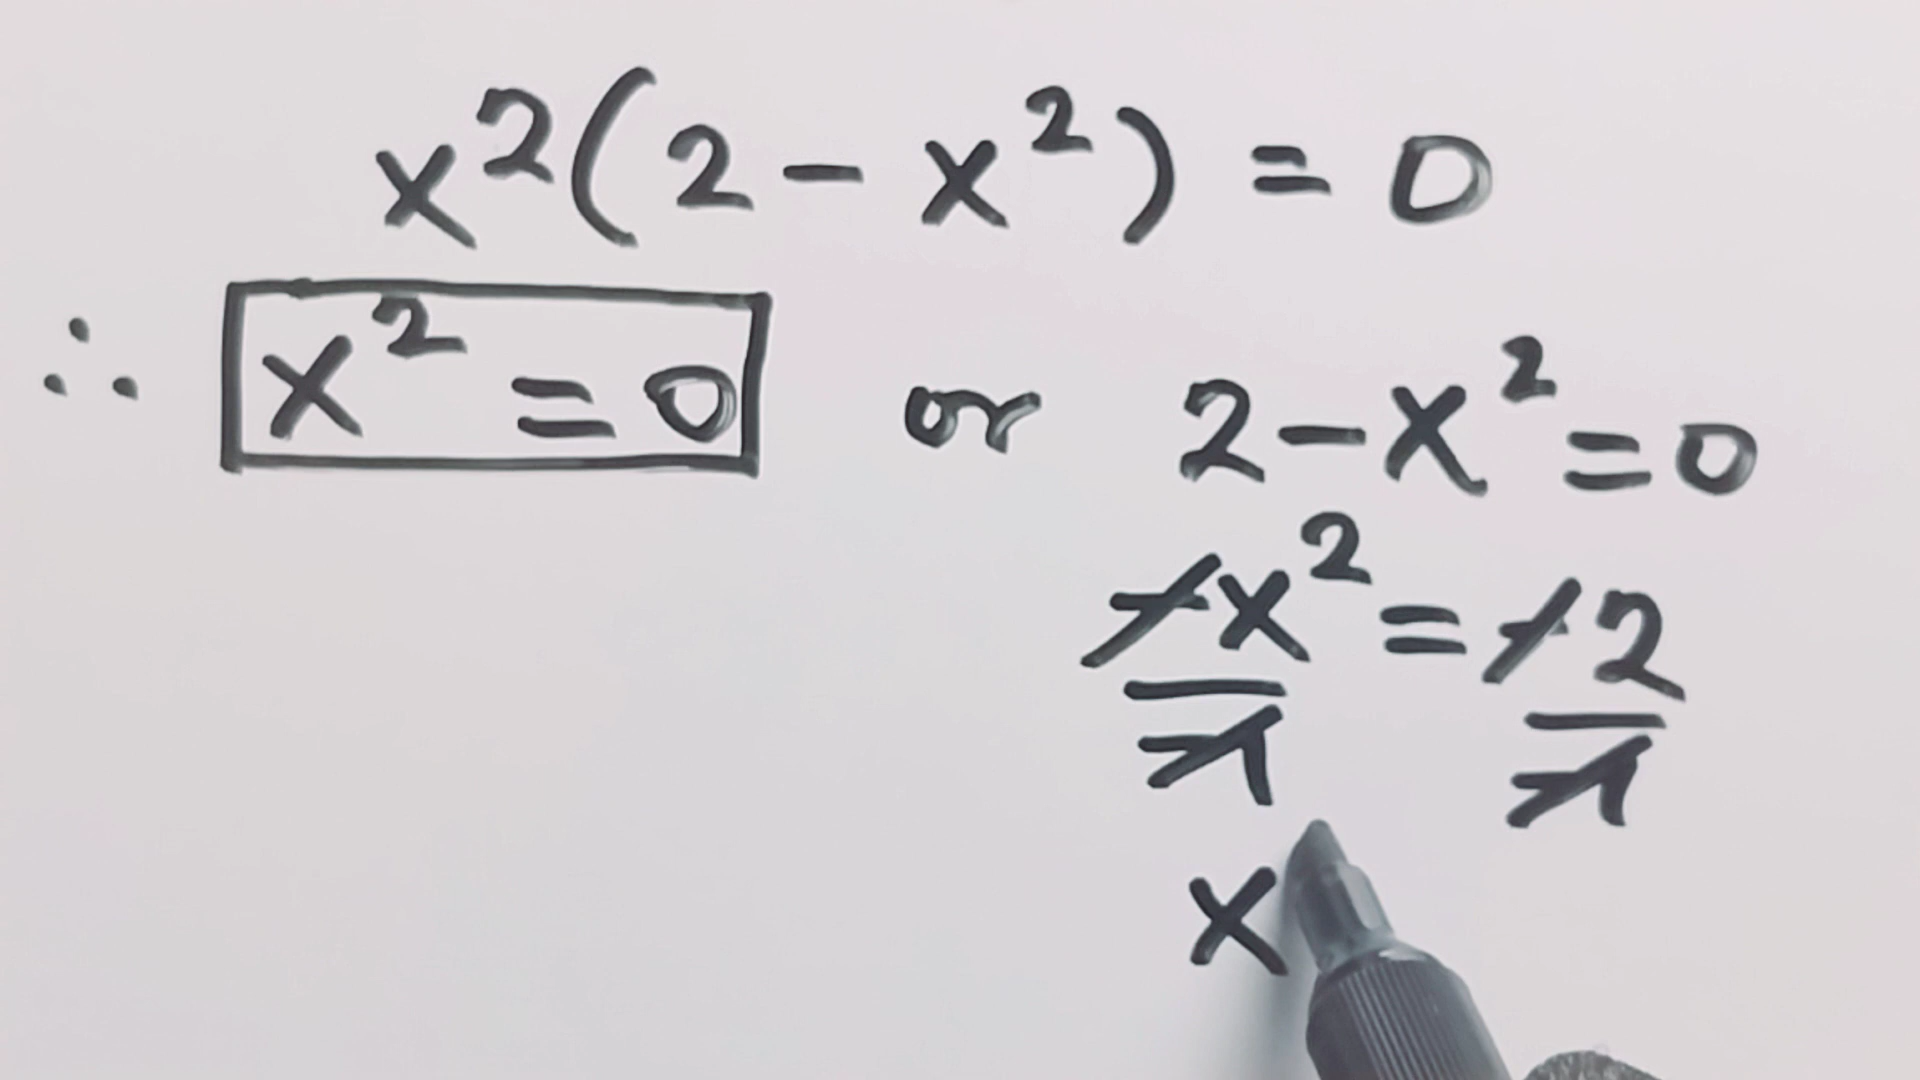 x²(2-x²) = 0
∴ x² = 0 or 2-x² = 0
-x² = -2
-1 -1
x